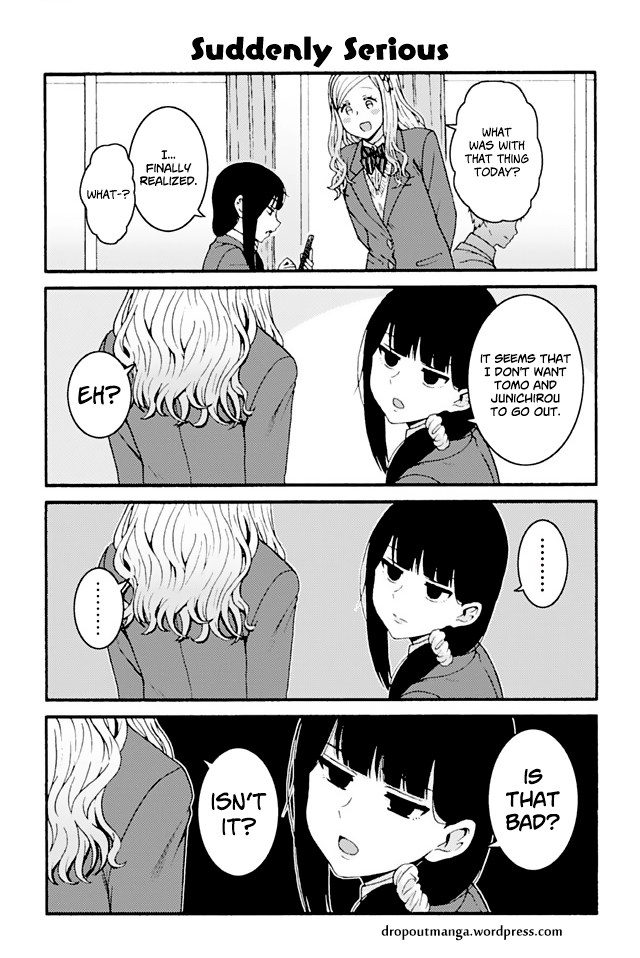 Suddenly Serious
WHAT
WAS WITH
THAT THING
TODAY?
I...
FINALLY
REALIZED.
WHAT-?
IT SEEMS THAT
I DON'T WANT
TOMO AND
JUNICHIROU
TO GO OUT.
EH?
........
........
IS
THAT
BAD?
ISN'T
IT?
dropoutmanga.wordpress.com